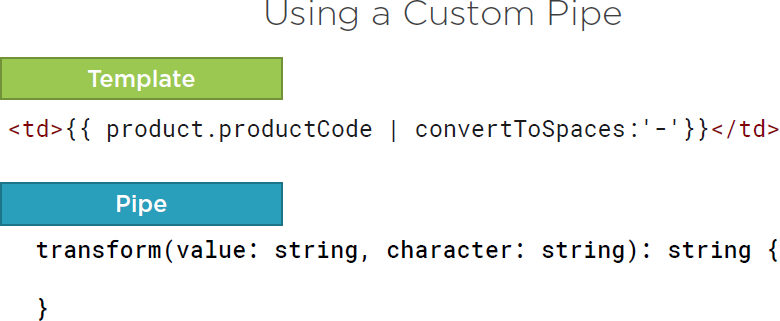 Using a Custom Pipe
Template
<td>{{ product.productCode | convertToSpaces:'-'}}</td>
Pipe
transform(value: string, character: string): string {
}